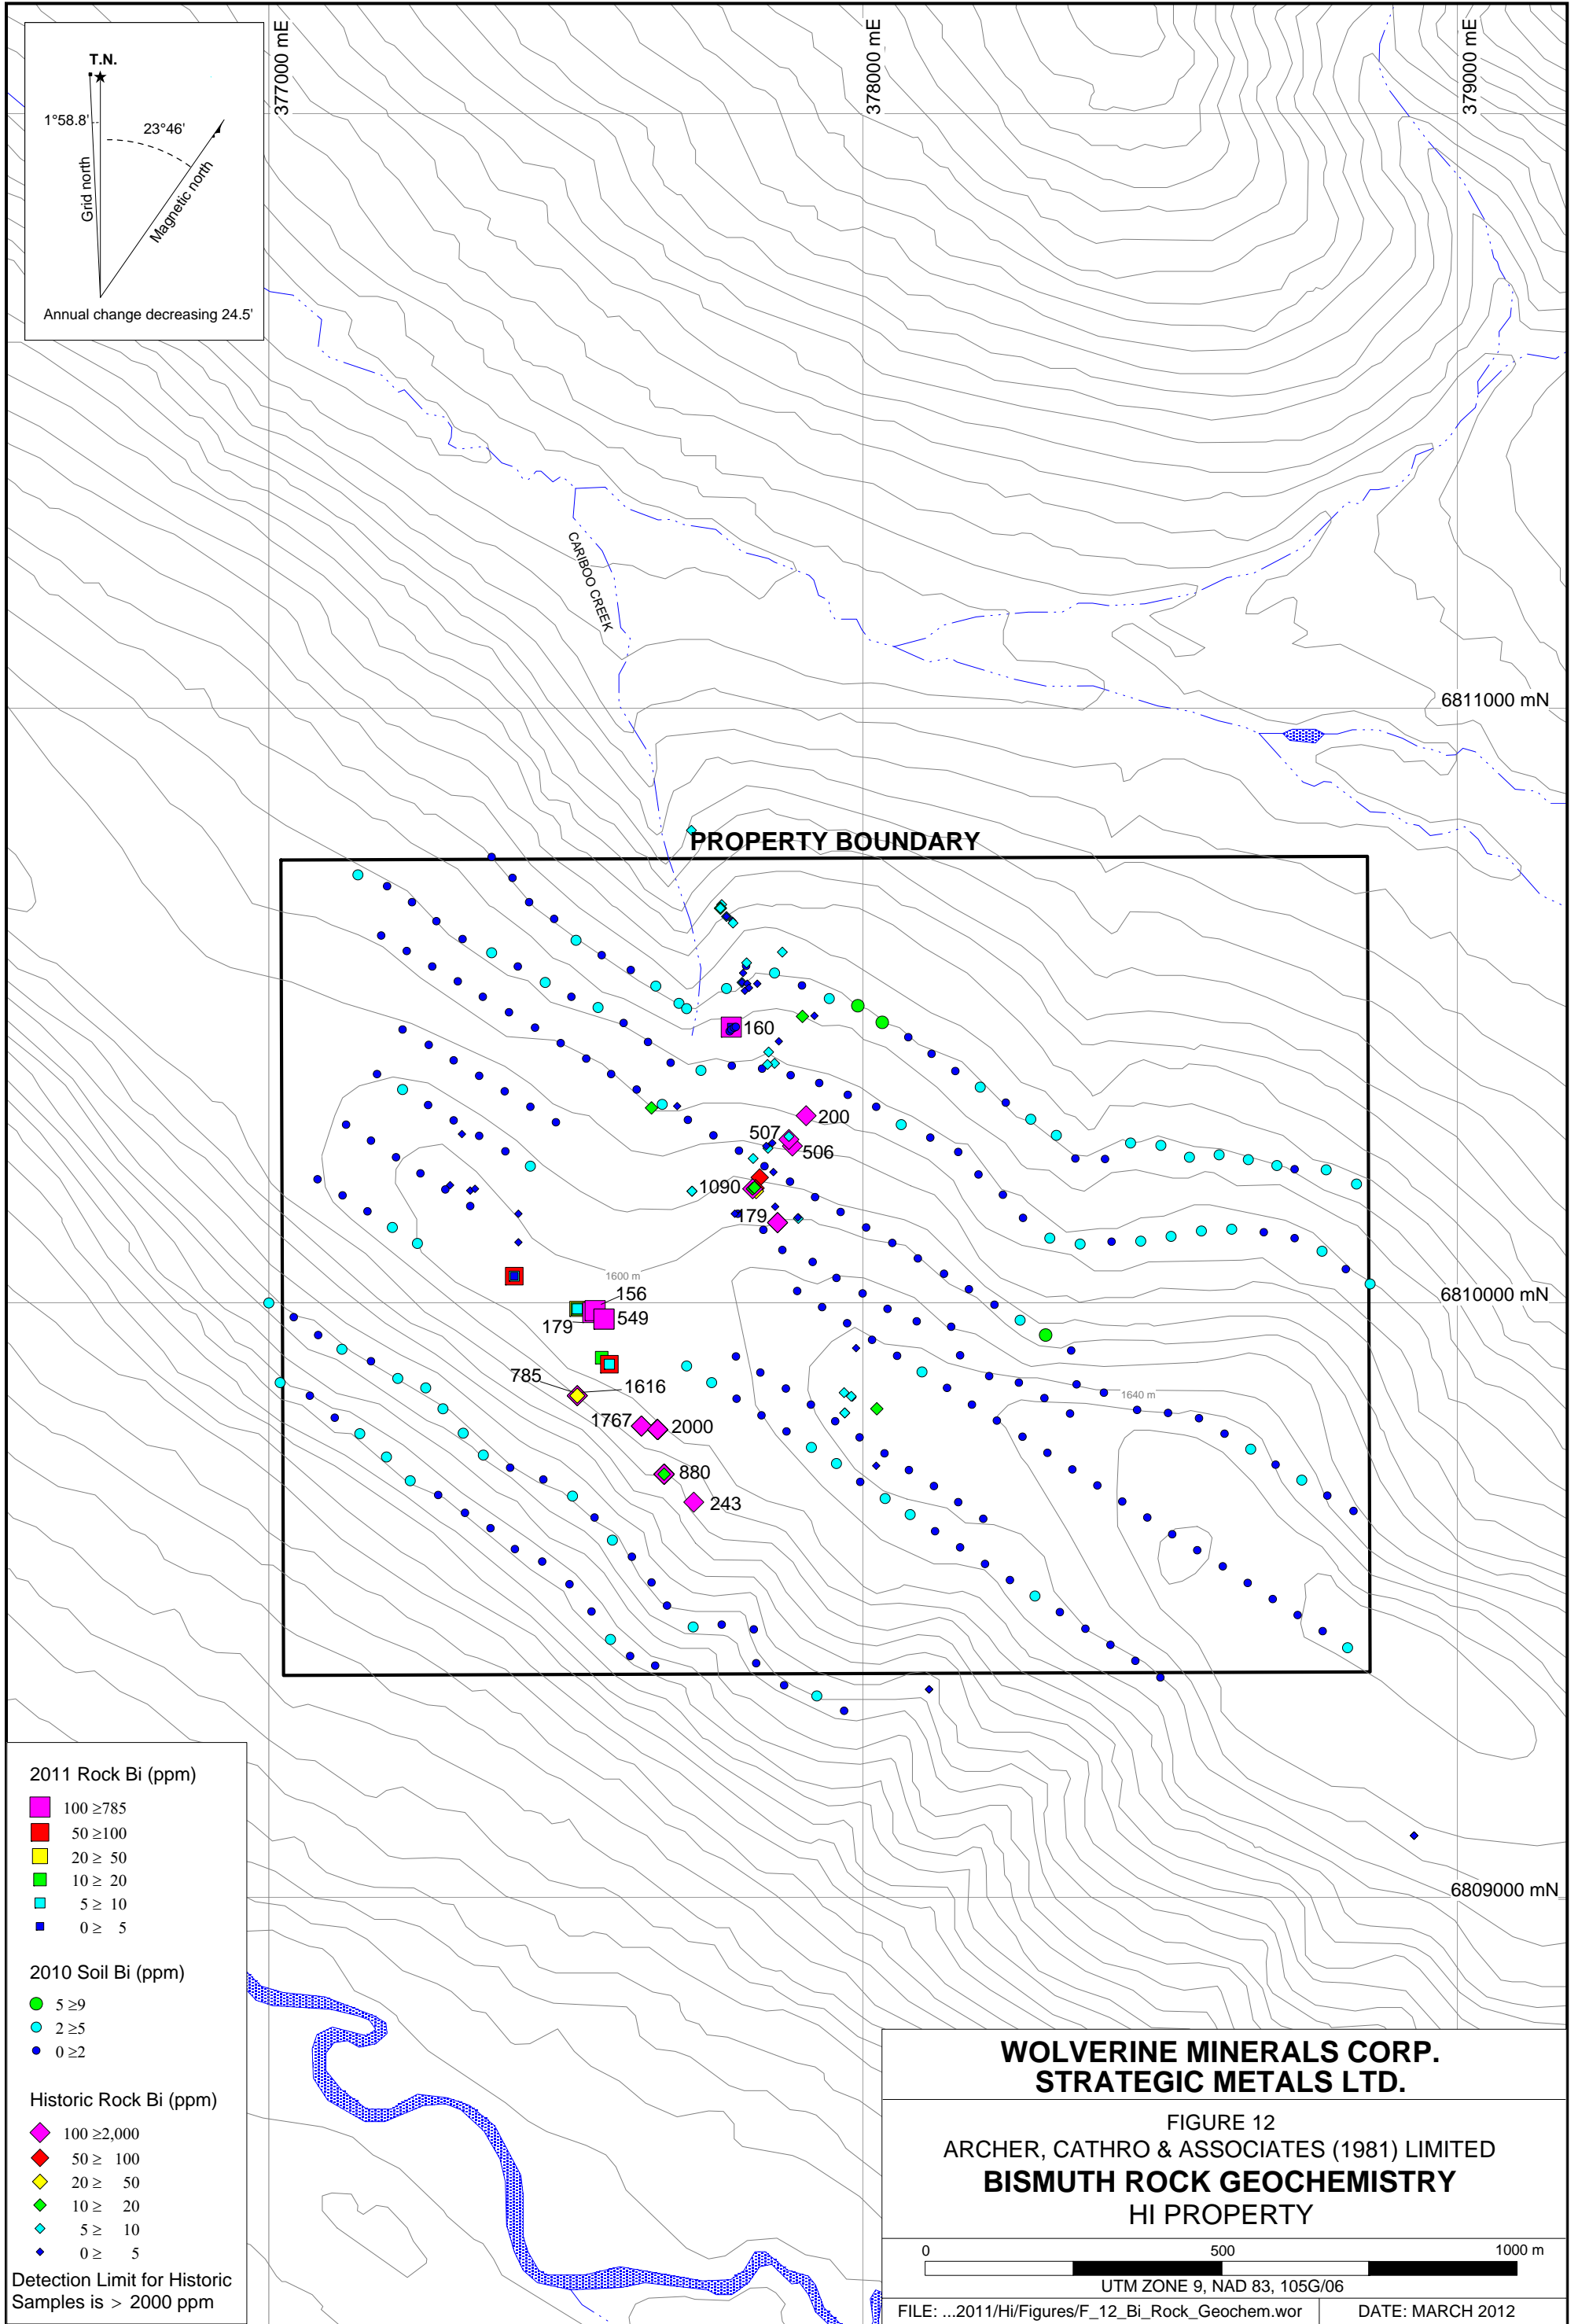 T.N.
1°58.8'
23°46'
Grid north
Magnetic north
Annual change decreasing 24.5'
377000 mE
378000 mE
379000 mE
CARIBOO CREEK
6811000 mN
PROPERTY BOUNDARY
160
200
507
506
1090
179
1600 m
156
549
179
6810000 mN
785
1616
1640 m
1767
2000
880
243
6809000 mN
2011 Rock Bi (ppm)
100 ≥785
50 ≥100
20 ≥ 50
10 ≥ 20
5 ≥ 10
0 ≥ 5
2010 Soil Bi (ppm)
5 ≥9
2 ≥5
0 ≥2
Historic Rock Bi (ppm)
100 ≥2,000
50 ≥ 100
20 ≥ 50
10 ≥ 20
5 ≥ 10
0 ≥ 5
Detection Limit for Historic
Samples is > 2000 ppm
WOLVERINE MINERALS CORP.
STRATEGIC METALS LTD.
FIGURE 12
ARCHER, CATHRO & ASSOCIATES (1981) LIMITED
BISMUTH ROCK GEOCHEMISTRY
HI PROPERTY
0 500 1000 m
UTM ZONE 9, NAD 83, 105G/06
FILE: ...2011/Hi/Figures/F_12_Bi_Rock_Geochem.wor
DATE: MARCH 2012